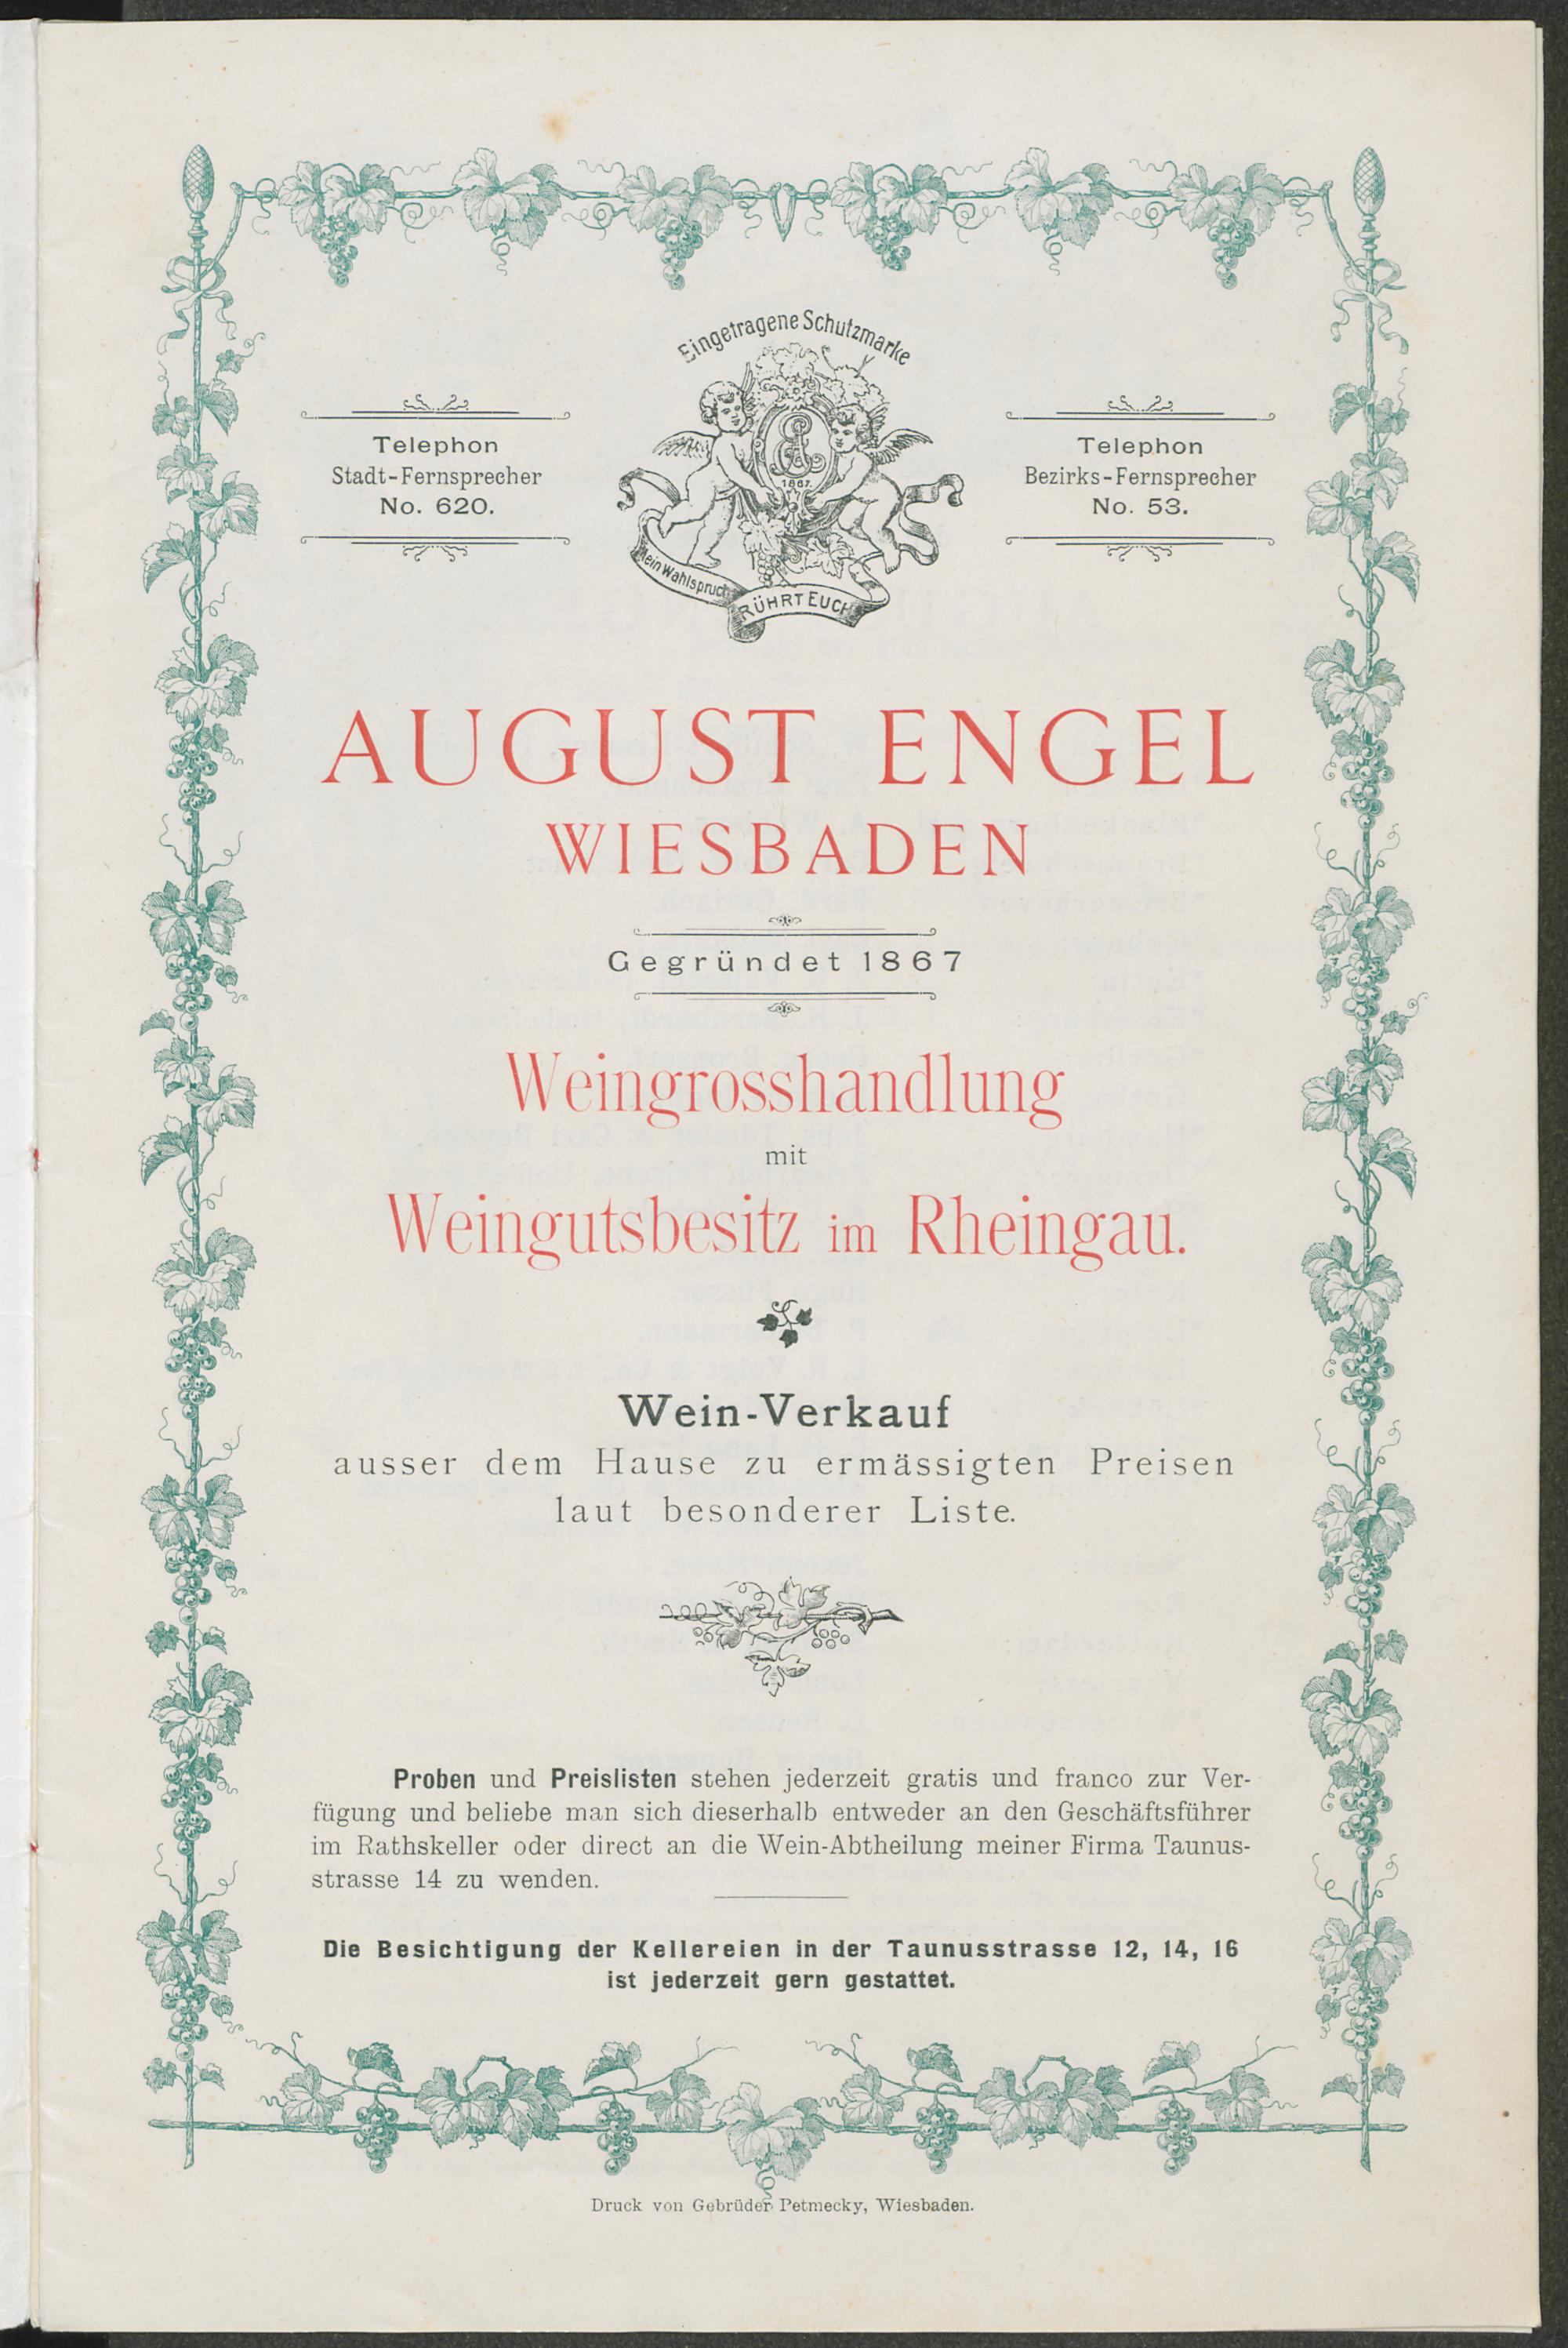 Eingetragene Schutzmarke
Telephon
Stadt-Fernsprecher
No. 620.
Telephon
Bezirks-Fernsprecher
No. 53.
1867.
Mein Wahlspruch
RÜHRT EUCH
AUGUST ENGEL
WIESBADEN
Gegründet 1867
Weingrosshandlung
mit
Weingutsbesitz im Rheingau.
Wein-Verkauf
ausser dem Hause zu ermässigten Preisen
laut besonderer Liste.
Proben und Preislisten stehen jederzeit gratis und franco zur Ver-
fügung und beliebe man sich dieserhalb entweder an den Geschäftsführer
im Rathskeller oder direct an die Wein-Abtheilung meiner Firma Taunus-
strasse 14 zu wenden.
Die Besichtigung der Kellereien in der Taunusstrasse 12, 14, 16
ist jederzeit gern gestattet.
Druck von Gebrüder Petmecky, Wiesbaden.